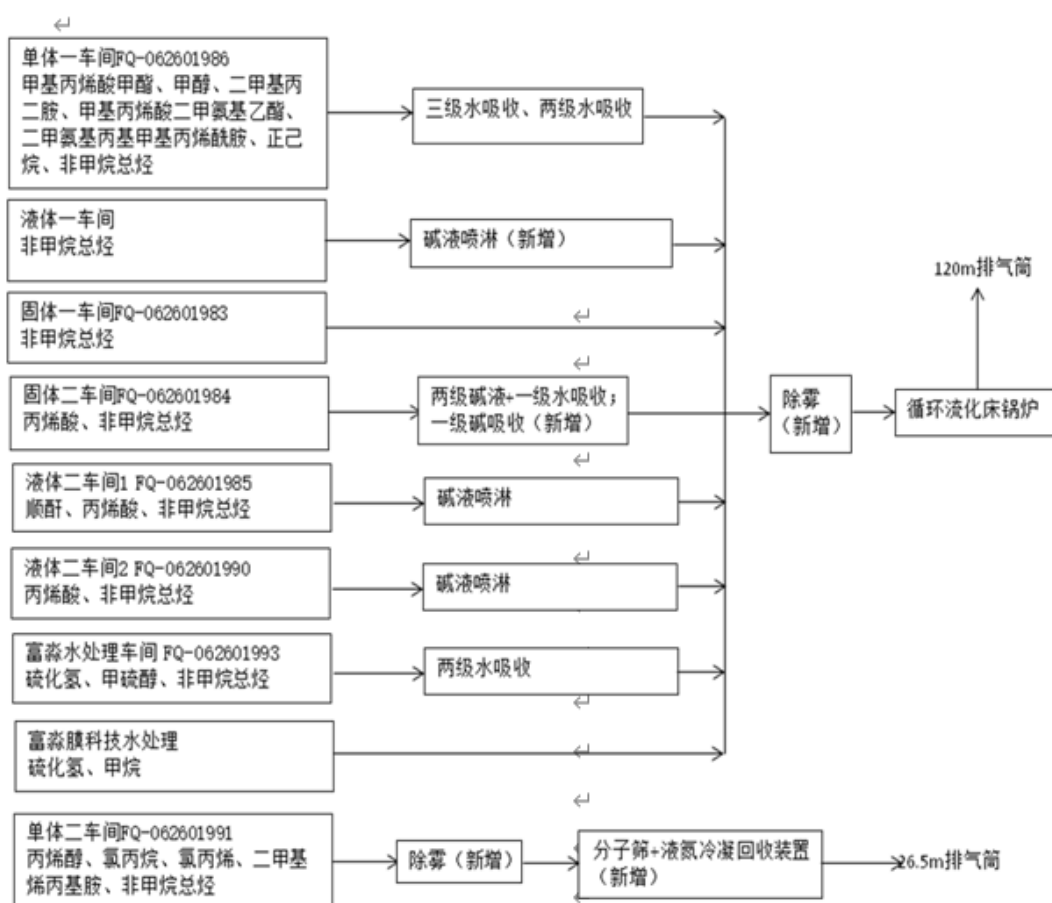 单体一车间FQ-062601986
甲基丙烯酸甲酯、甲醇、二甲基丙
二胺、甲基丙烯酸二甲氨基乙酯、
二甲氨基丙基甲基丙烯酰胺、正己
烷、非甲烷总烃
三级水吸收、两级水吸收
液体一车间
非甲烷总烃
碱液喷淋（新增）
固体一车间FQ-062601983
非甲烷总烃
固体二车间FQ-062601984
丙烯酸、非甲烷总烃
两级碱液+一级水吸收；
一级碱吸收（新增）
液体二车间1 FQ-062601985
顺酐、丙烯酸、非甲烷总烃
碱液喷淋
液体二车间2 FQ-062601990
丙烯酸、非甲烷总烃
碱液喷淋
富淼水处理车间 FQ-062601993
硫化氢、甲硫醇、非甲烷总烃
两级水吸收
富淼膜科技水处理
硫化氢、甲烷
除雾
（新增）
循环流化床锅炉
120m排气筒
单体二车间FQ-062601991
丙烯醇、氯丙烷、氯丙烯、二甲基
烯丙基胺、非甲烷总烃
除雾（新增）
分子筛+液氮冷凝回收装置
（新增）
26.5m排气筒